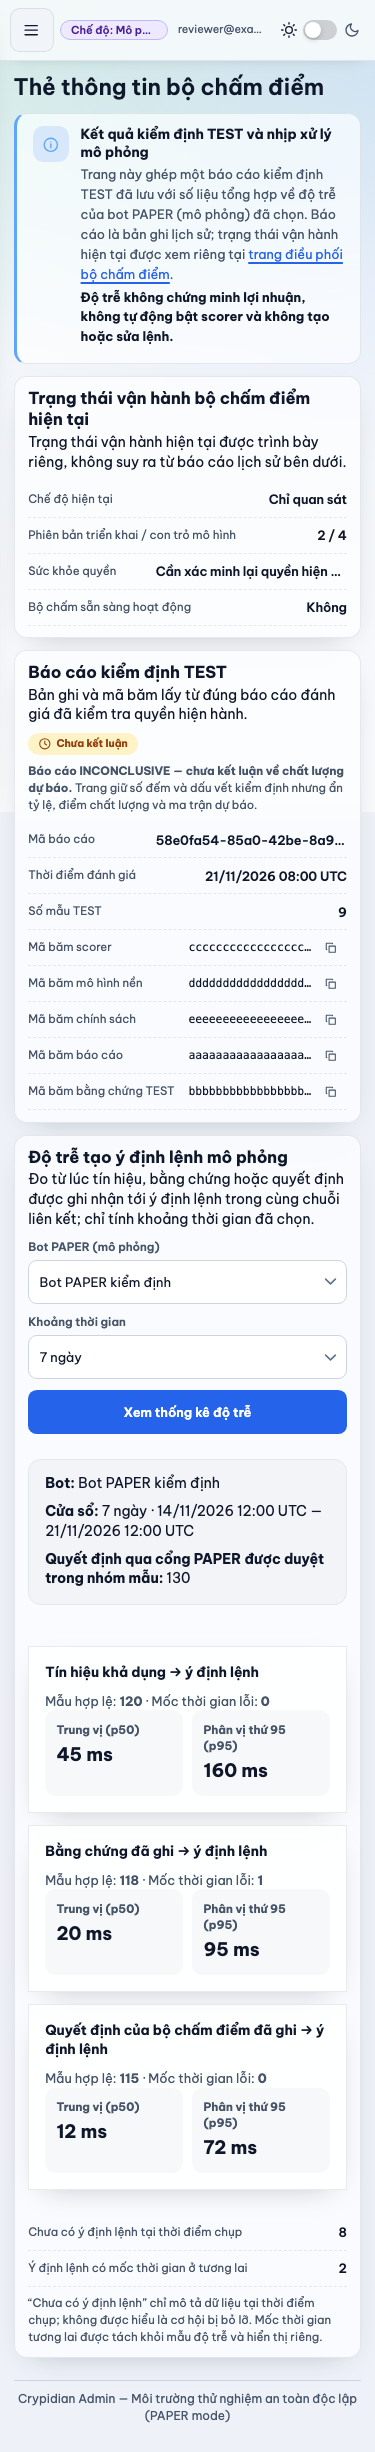 Chế độ: Mô p...
reviewer@exa...
Thẻ thông tin bộ chấm điểm
Kết quả kiểm định TEST và nhịp xử lý
mô phỏng
Trang này ghép một báo cáo kiểm định
TEST đã lưu với số liệu tổng hợp về độ trễ
của bot PAPER (mô phỏng) đã chọn. Báo
cáo là bản ghi lịch sử; trạng thái vận hành
hiện tại được xem riêng tại trang điều phối
bộ chấm điểm.
Độ trễ không chứng minh lợi nhuận,
không tự động bật scorer và không tạo
hoặc sửa lệnh.
Trạng thái vận hành bộ chấm điểm
hiện tại
Trạng thái vận hành hiện tại được trình bày
riêng, không suy ra từ báo cáo lịch sử bên dưới.
Chế độ hiện tại Chỉ quan sát
Phiên bản triển khai / con trỏ mô hình 2 / 4
Sức khỏe quyền Cần xác minh lại quyền hiện ...
Bộ chấm sẵn sàng hoạt động Không
Báo cáo kiểm định TEST
Bản ghi và mã băm lấy từ đúng báo cáo đánh
giá đã kiểm tra quyền hiện hành.
Chưa kết luận
Báo cáo INCONCLUSIVE — chưa kết luận về chất lượng
dự báo. Trang giữ số đếm và dấu vết kiểm định nhưng ẩn
tỷ lệ, điểm chất lượng và ma trận dự báo.
Mã báo cáo 58e0fa54-85a0-42be-8a9...
Thời điểm đánh giá 21/11/2026 08:00 UTC
Số mẫu TEST 9
Mã băm scorer ccccccccccccccccc...
Mã băm mô hình nền ddddddddddddddddd...
Mã băm chính sách eeeeeeeeeeeeeeeee...
Mã băm báo cáo aaaaaaaaaaaaaaaaa...
Mã băm bằng chứng TEST bbbbbbbbbbbbbbbbb...
Độ trễ tạo ý định lệnh mô phỏng
Đo từ lúc tín hiệu, bằng chứng hoặc quyết định
được ghi nhận tới ý định lệnh trong cùng chuỗi
liên kết; chỉ tính khoảng thời gian đã chọn.
Bot PAPER (mô phỏng)
Bot PAPER kiểm định
Khoảng thời gian
7 ngày
Xem thống kê độ trễ
Bot: Bot PAPER kiểm định
Cửa sổ: 7 ngày · 14/11/2026 12:00 UTC —
21/11/2026 12:00 UTC
Quyết định qua cổng PAPER được duyệt
trong nhóm mẫu: 130
Tín hiệu khả dụng → ý định lệnh
Mẫu hợp lệ: 120 · Mốc thời gian lỗi: 0
Trung vị (p50)
45 ms
Phân vị thứ 95
(p95)
160 ms
Bằng chứng đã ghi → ý định lệnh
Mẫu hợp lệ: 118 · Mốc thời gian lỗi: 1
Trung vị (p50)
20 ms
Phân vị thứ 95
(p95)
95 ms
Quyết định của bộ chấm điểm đã ghi → ý
định lệnh
Mẫu hợp lệ: 115 · Mốc thời gian lỗi: 0
Trung vị (p50)
12 ms
Phân vị thứ 95
(p95)
72 ms
Chưa có ý định lệnh tại thời điểm chụp 8
Ý định lệnh có mốc thời gian ở tương lai 2
“Chưa có ý định lệnh” chỉ mô tả dữ liệu tại thời điểm
chụp; không được hiểu là cơ hội bị bỏ lỡ. Mốc thời gian
tương lai được tách khỏi mẫu độ trễ và hiển thị riêng.
Crypidian Admin — Môi trường thử nghiệm an toàn độc lập
(PAPER mode)